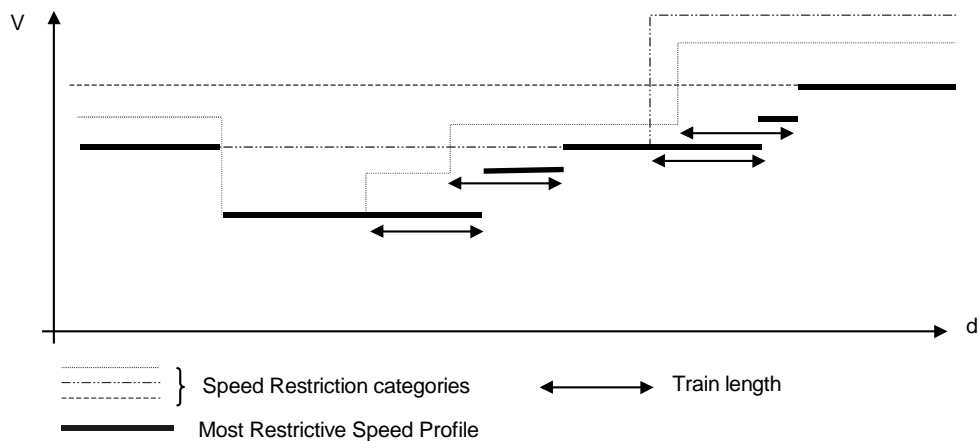 V
d
Speed Restriction categories
Train length
Most Restrictive Speed Profile